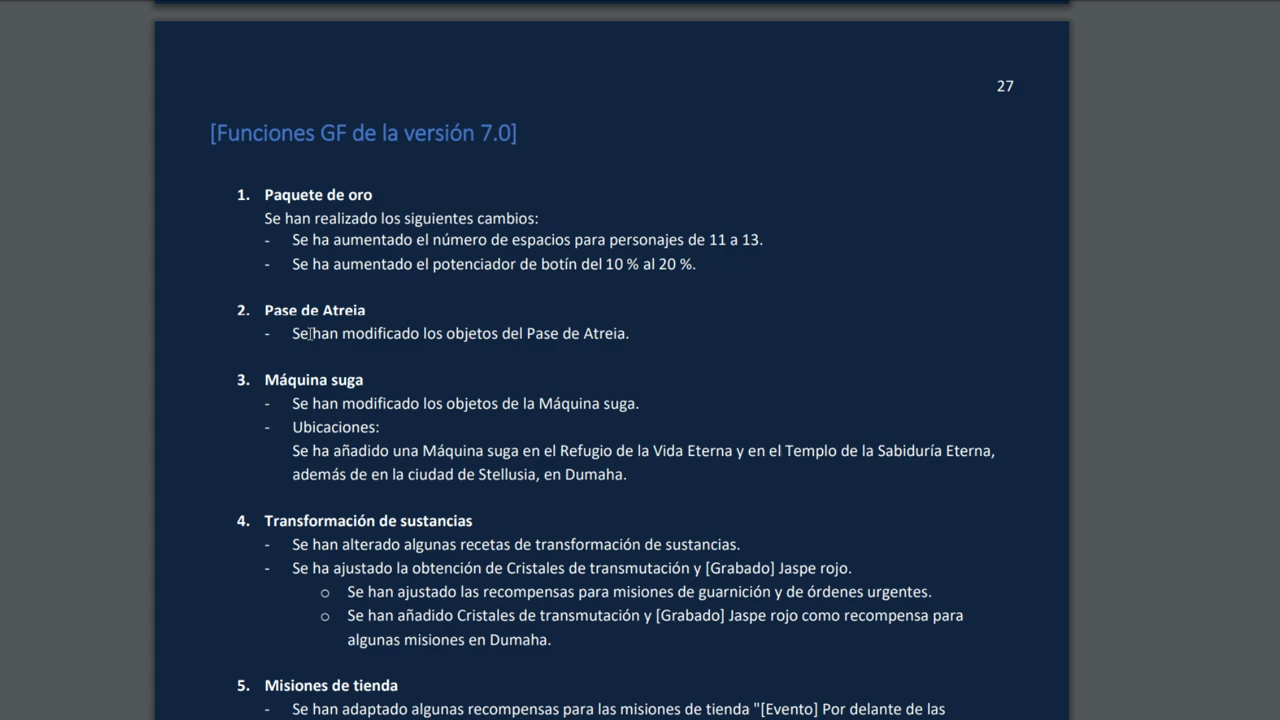 27
[Funciones GF de la versión 7.0]
1. Paquete de oro
Se han realizado los siguientes cambios:
- Se ha aumentado el número de espacios para personajes de 11 a 13.
- Se ha aumentado el potenciador de botín del 10 % al 20 %.
2. Pase de Atreia
- Se han modificado los objetos del Pase de Atreia.
3. Máquina suga
- Se han modificado los objetos de la Máquina suga.
- Ubicaciones:
Se ha añadido una Máquina suga en el Refugio de la Vida Eterna y en el Templo de la Sabiduría Eterna,
además de en la ciudad de Stellusia, en Dumaha.
4. Transformación de sustancias
- Se han alterado algunas recetas de transformación de sustancias.
- Se ha ajustado la obtención de Cristales de transmutación y [Grabado] Jaspe rojo.
o Se han ajustado las recompensas para misiones de guarnición y de órdenes urgentes.
o Se han añadido Cristales de transmutación y [Grabado] Jaspe rojo como recompensa para
algunas misiones en Dumaha.
5. Misiones de tienda
- Se han adaptado algunas recompensas para las misiones de tienda "[Evento] Por delante de las